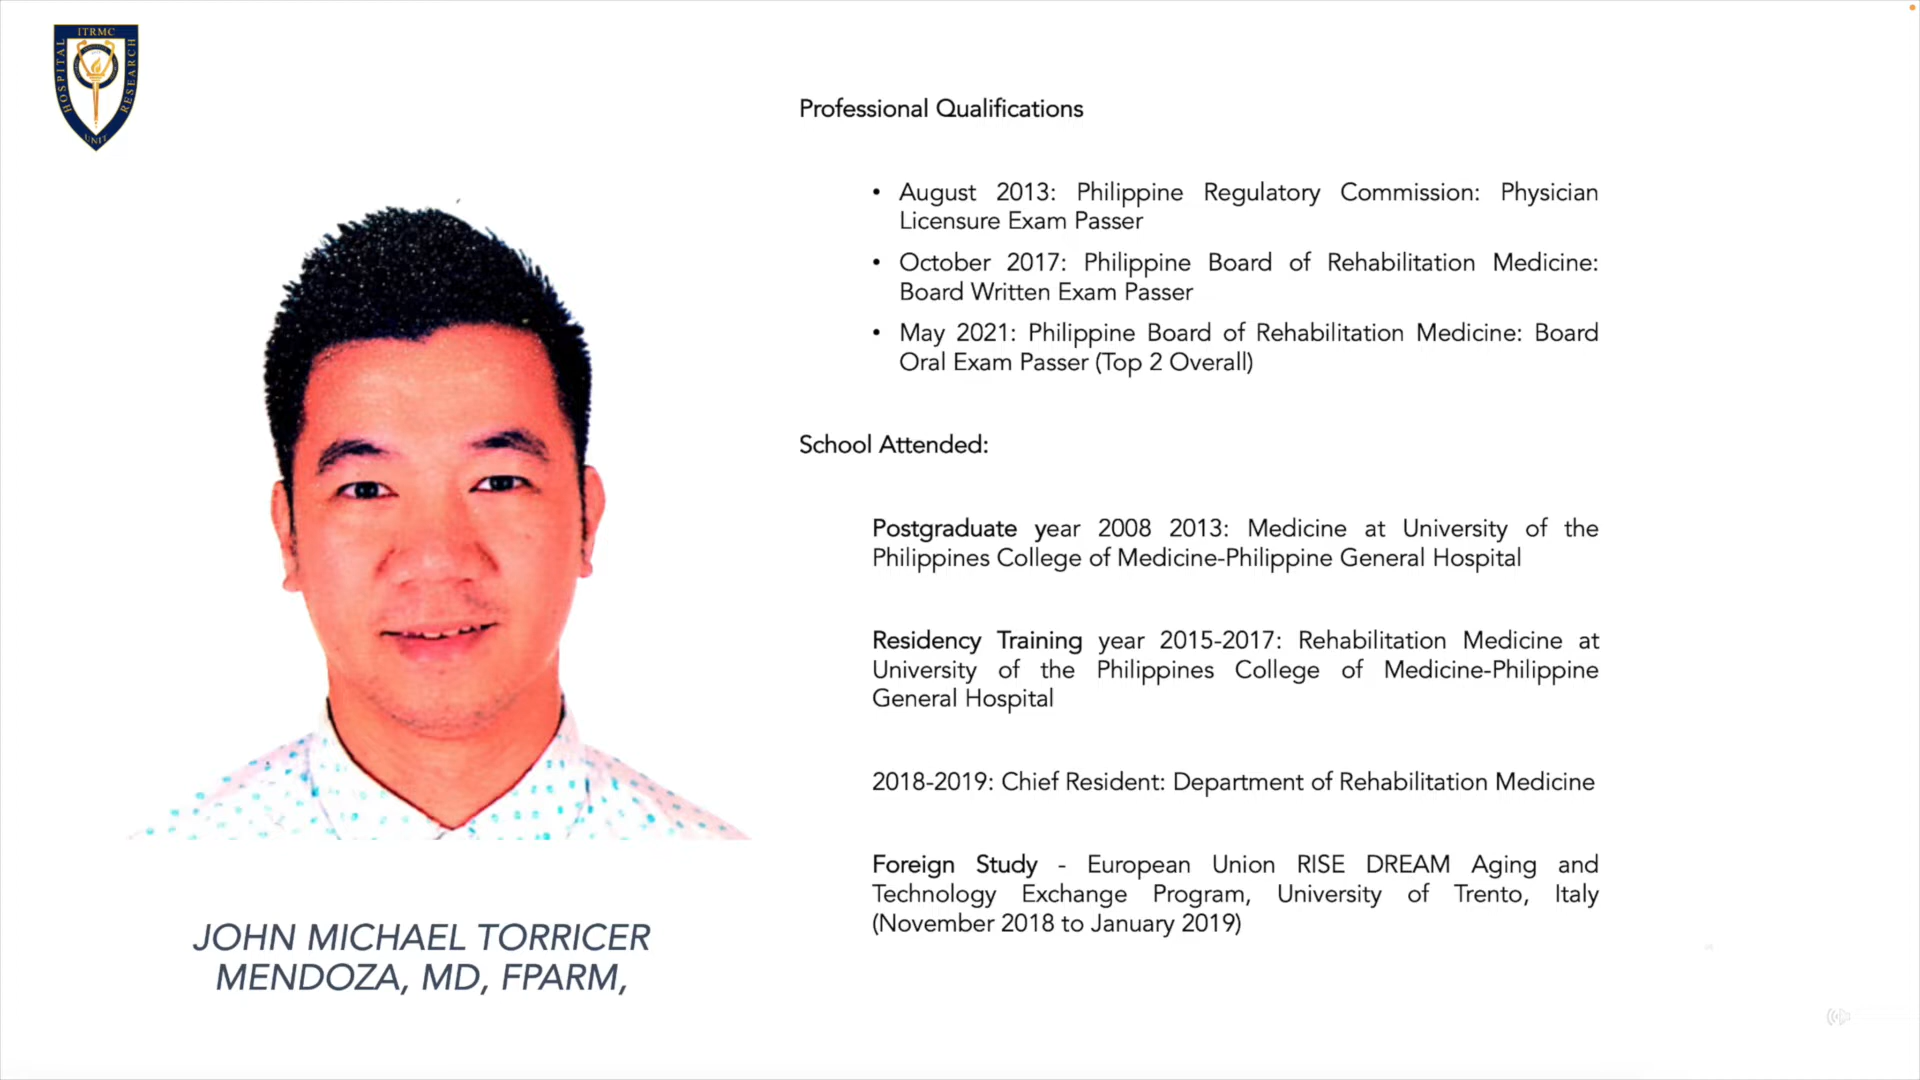 ITRMC
HOSPITAL
RESEARCH
UNIT
Professional Qualifications
• August 2013: Philippine Regulatory Commission: Physician
Licensure Exam Passer
• October 2017: Philippine Board of Rehabilitation Medicine:
Board Written Exam Passer
• May 2021: Philippine Board of Rehabilitation Medicine: Board
Oral Exam Passer (Top 2 Overall)
School Attended:
Postgraduate year 2008 2013: Medicine at University of the
Philippines College of Medicine-Philippine General Hospital
Residency Training year 2015-2017: Rehabilitation Medicine at
University of the Philippines College of Medicine-Philippine
General Hospital
2018-2019: Chief Resident: Department of Rehabilitation Medicine
Foreign Study - European Union RISE DREAM Aging and
Technology Exchange Program, University of Trento, Italy
(November 2018 to January 2019)
JOHN MICHAEL TORRICER
MENDOZA, MD, FPARM,